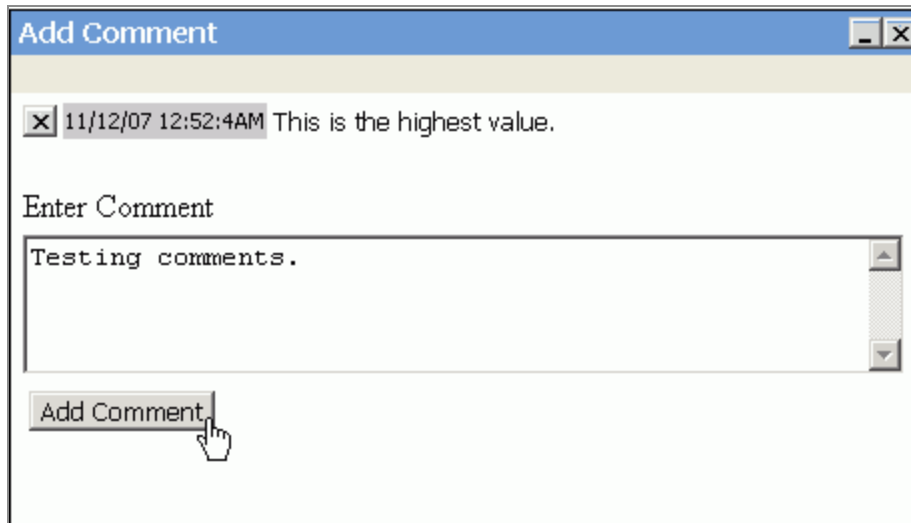 Add Comment
11/12/07 12:52:4AM This is the highest value.
Enter Comment
Testing comments.
Add Comment